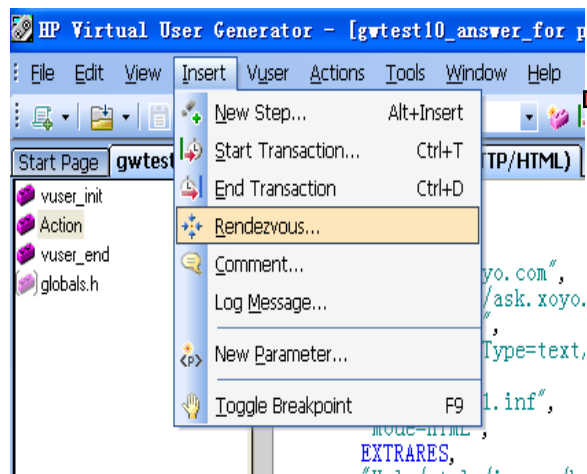 HP Virtual User Generator - [gwtest10_answer_for p
File Edit View Insert Vuser Actions Tools Window Help
New Step... Alt+Insert
Start Transaction... Ctrl+T
End Transaction Ctrl+D
Rendezvous...
Comment...
Log Message...
New Parameter...
Toggle Breakpoint F9
Start Page gwtest TP/HTML)
vuser_init
Action
vuser_end
globals.h
yo.com",
/ask.xoyo.
",
Type=text,
1.inf",
"Mode=HTML",
EXTRARES,